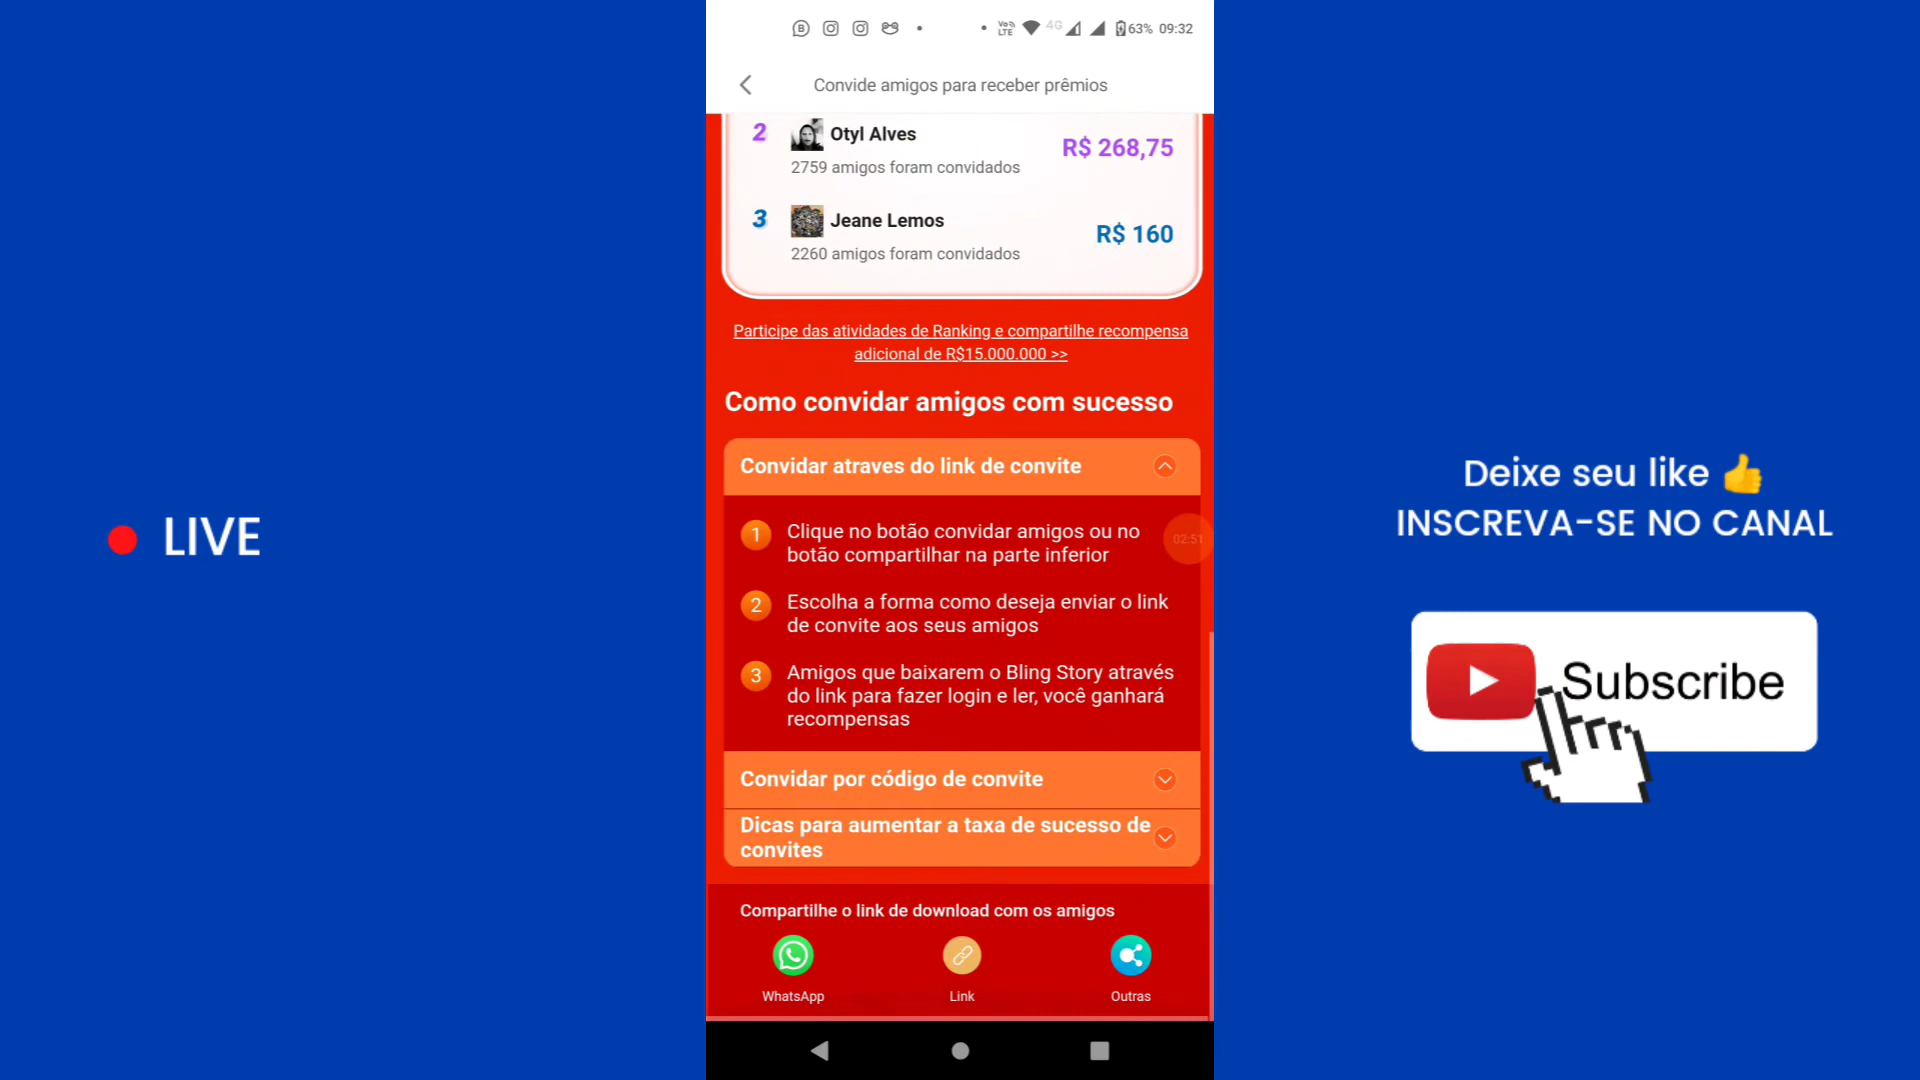 VoLTE 4G 63% 09:32
Convide amigos para receber prêmios
2 Otyl Alves
R$ 268,75
2759 amigos foram convidados
3 Jeane Lemos
R$ 160
2260 amigos foram convidados
Participe das atividades de Ranking e compartilhe recompensa
adicional de R$15.000.000 >>
Como convidar amigos com sucesso
Convidar atraves do link de convite
1 Clique no botão convidar amigos ou no
botão compartilhar na parte inferior
02:51
2 Escolha a forma como deseja enviar o link
de convite aos seus amigos
3 Amigos que baixarem o Bling Story através
do link para fazer login e ler, você ganhará
recompensas
Convidar por código de convite
Dicas para aumentar a taxa de sucesso de
convites
Compartilhe o link de download com os amigos
WhatsApp
Link
Outras
LIVE
Deixe seu like 👍
INSCREVA-SE NO CANAL
Subscribe